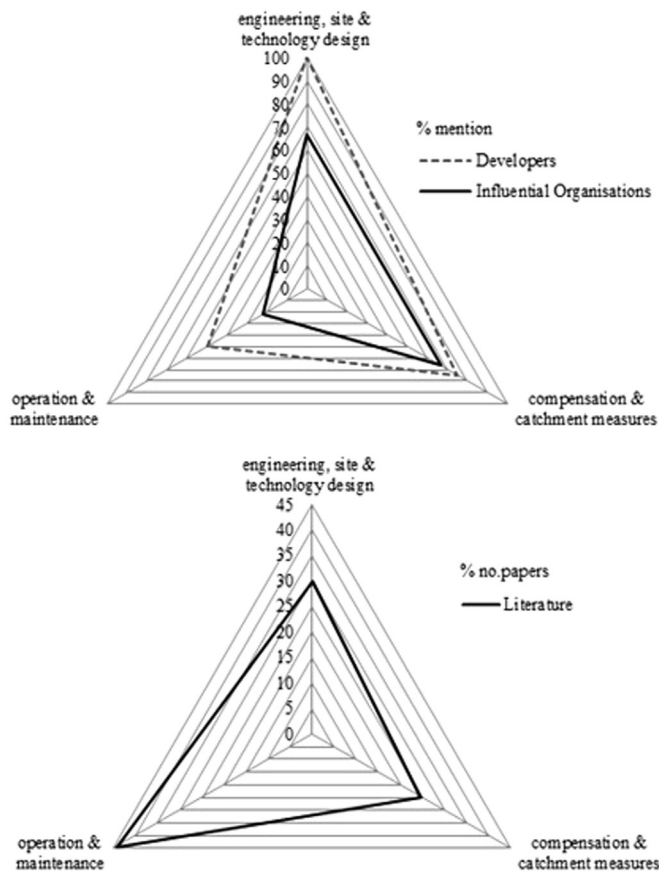 engineering, site &
technology design
100
90
80
70
60
50
40
30
20
10
0
% mention
Developers
Influential Organisations
operation &
maintenance
compensation &
catchment measures
engineering, site &
technology design
45
40
35
30
25
20
15
10
5
0
% no.papers
Literature
operation &
maintenance
compensation &
catchment measures